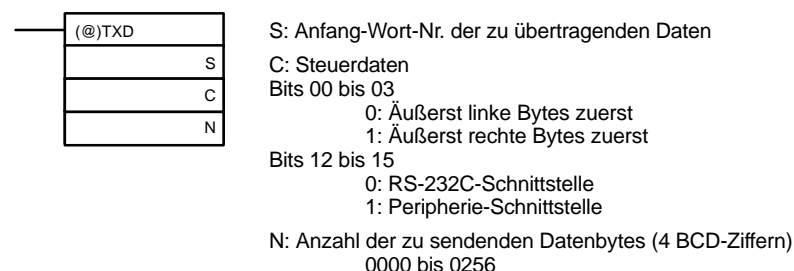 (@)TXD
S
C
N
S: Anfang-Wort-Nr. der zu übertragenden Daten
C: Steuerdaten
Bits 00 bis 03
0: Äußerst linke Bytes zuerst
1: Äußerst rechte Bytes zuerst
Bits 12 bis 15
0: RS-232C-Schnittstelle
1: Peripherie-Schnittstelle
N: Anzahl der zu sendenden Datenbytes (4 BCD-Ziffern)
0000 bis 0256